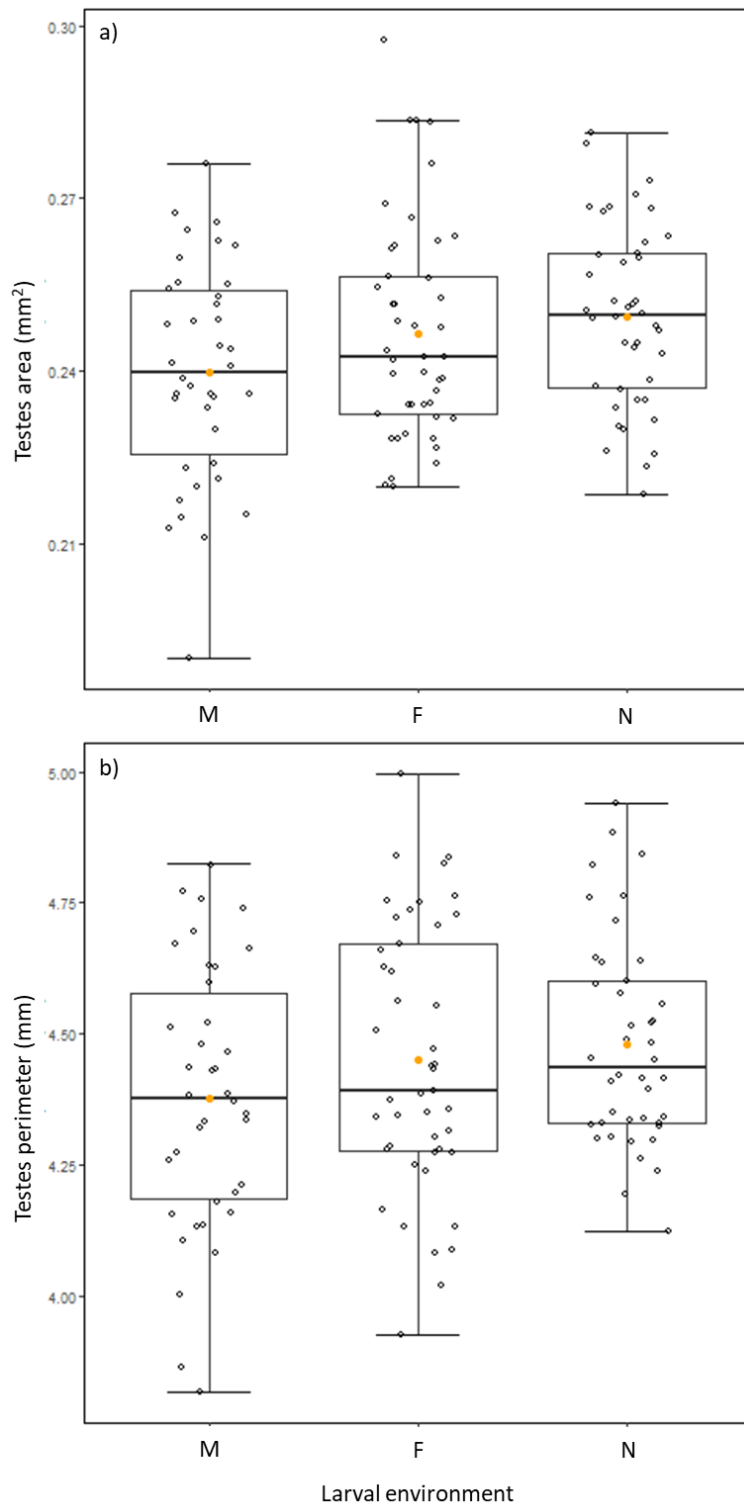 a)
0.30
0.27
0.24
0.21
Testes area (mm²)
M F N
b)
5.00
4.75
4.50
4.25
4.00
Testes perimeter (mm)
M F N
Larval environment